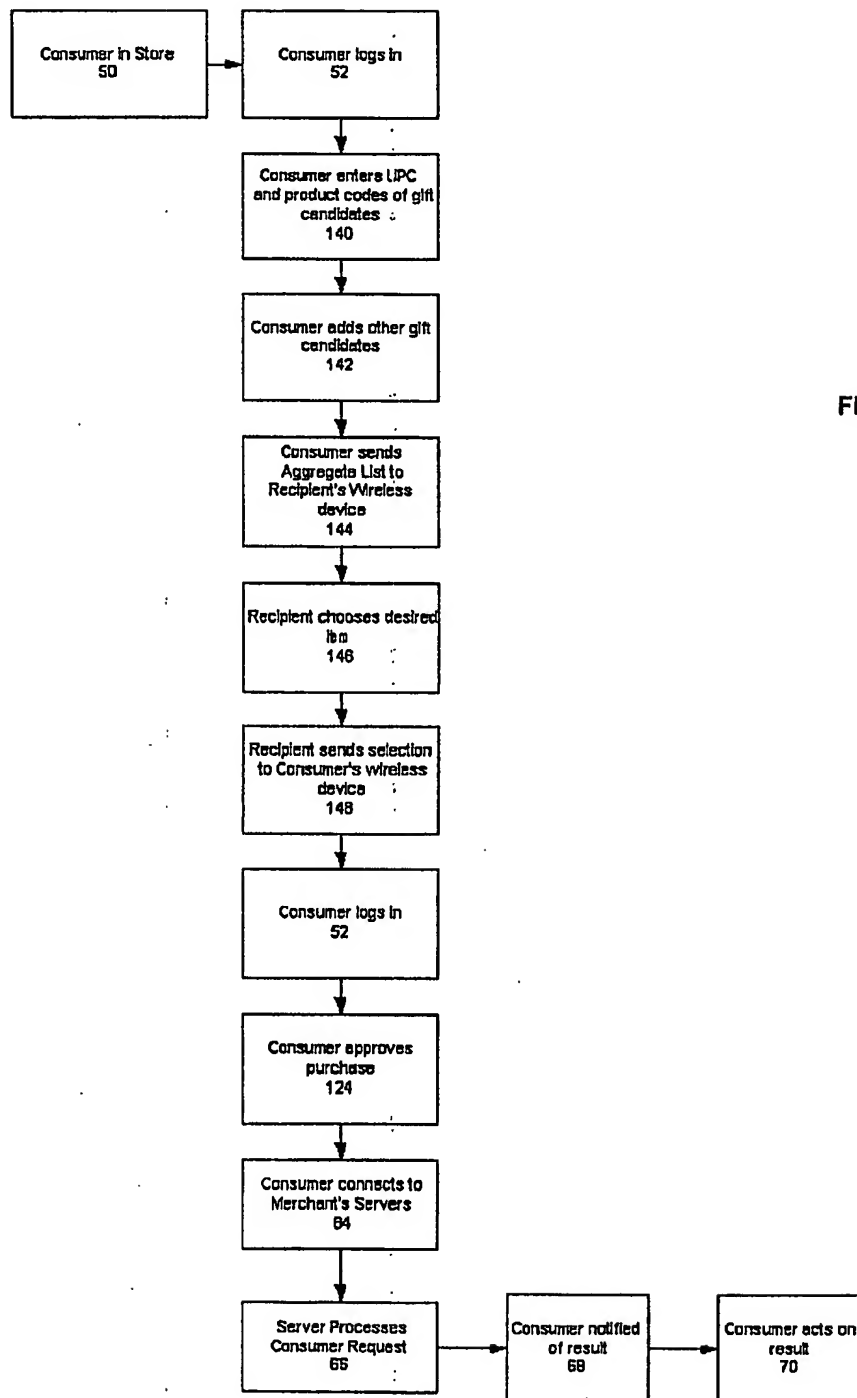 Consumer in Store
50
Consumer logs in
52
Consumer enters UPC
and product codes of gift
candidates
140
Consumer adds other gift
candidates
142
FI
Consumer sends
Aggregate List to
Recipient's Wireless
device
144
Recipient chooses desired
item
146
Recipient sends selection
to Consumer's wireless
device
148
Consumer logs in
52
Consumer approves
purchase
124
Consumer connects to
Merchant's Servers
64
Server Processes
Consumer Request
66
Consumer notified
of result
68
Consumer acts on
result
70